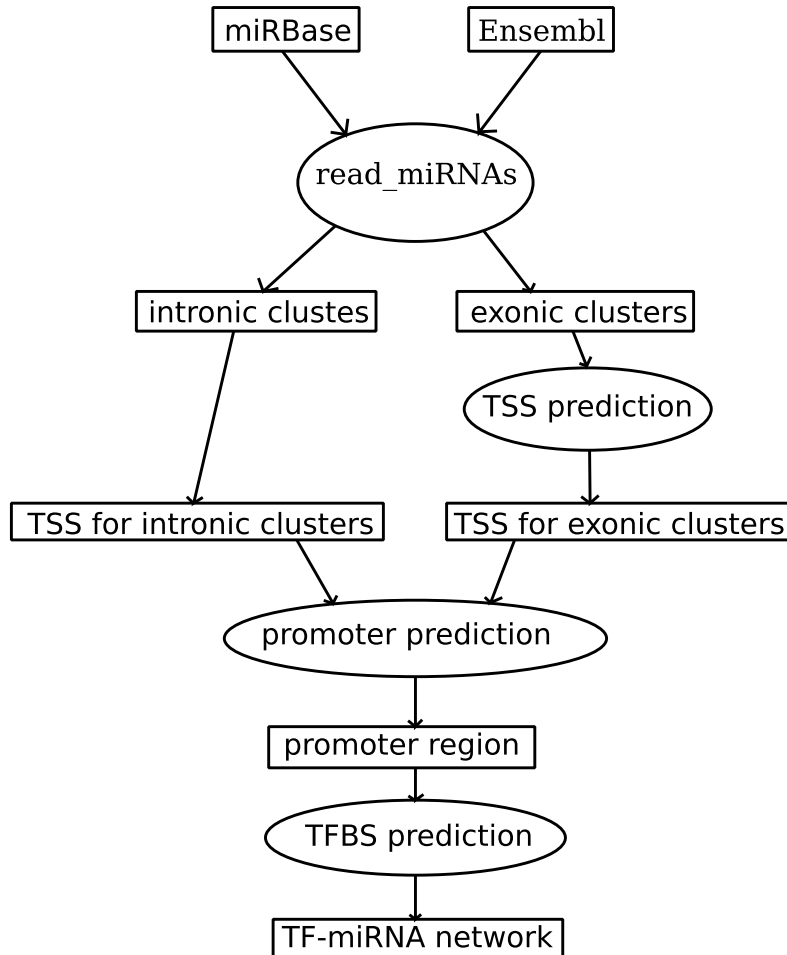 miRBase
Ensembl
read_miRNAs
intronic clustes
exonic clusters
TSS prediction
TSS for intronic clusters
TSS for exonic clusters
promoter prediction
promoter region
TFBS prediction
TF-miRNA network